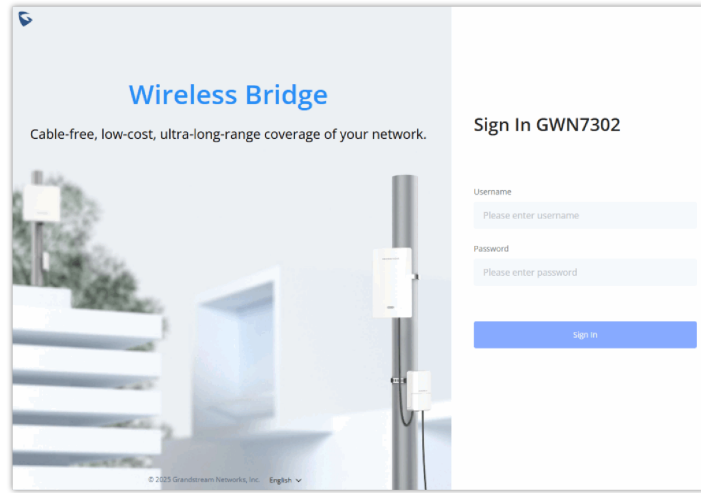 Wireless Bridge
Cable-free, low-cost, ultra-long-range coverage of your network.
© 2025 Grandstream Networks, Inc. English
Sign In GWN7302
Username
Please enter username
Password
Please enter password
Sign in